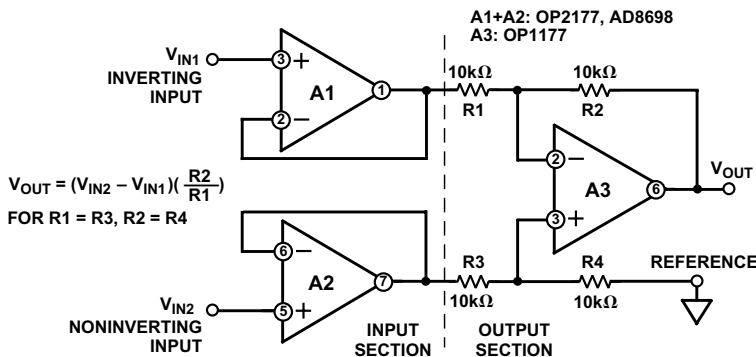 A1+A2: OP2177, AD8698
A3: OP1177
V_IN1
INVERTING
INPUT
3
+
2
–
A1
1
10kΩ
R1
10kΩ
R2
2
–
3
+
A3
6
V_OUT
V_OUT = (V_IN2 – V_IN1)( R2/R1 )
FOR R1 = R3, R2 = R4
6
–
5
+
A2
7
V_IN2
NONINVERTING
INPUT
R3
10kΩ
R4
10kΩ
REFERENCE
INPUT
SECTION
OUTPUT
SECTION